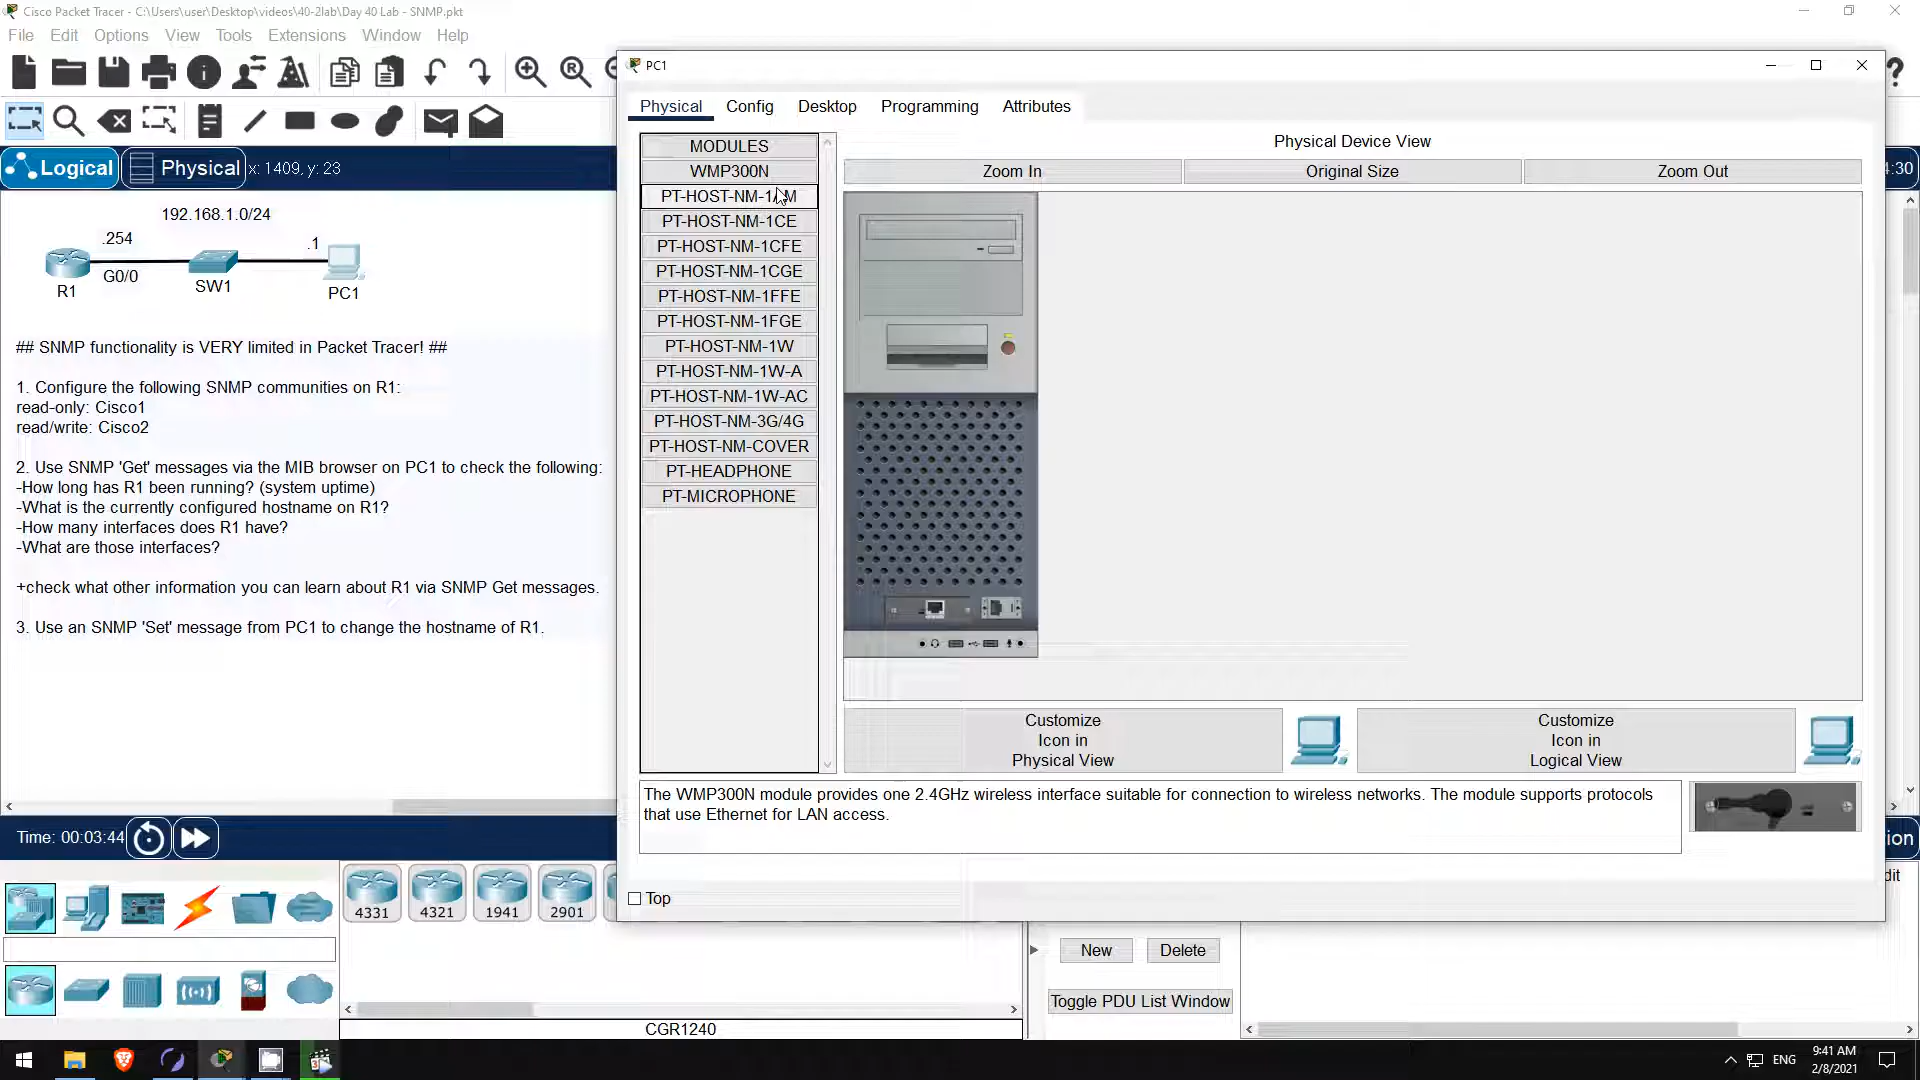 Cisco Packet Tracer - C:\Users\user\Desktop\videos\40-2lab\Day 40 Lab - SNMP.pkt
File Edit Options View Tools Extensions Window Help
Logical
Physical
x: 1409, y: 23
:30
192.168.1.0/24
.254
.1
G0/0
R1
SW1
PC1
## SNMP functionality is VERY limited in Packet Tracer! ##
1. Configure the following SNMP communities on R1:
read-only: Cisco1
read/write: Cisco2
2. Use SNMP 'Get' messages via the MIB browser on PC1 to check the following:
-How long has R1 been running? (system uptime)
-What is the currently configured hostname on R1?
-How many interfaces does R1 have?
-What are those interfaces?
+check what other information you can learn about R1 via SNMP Get messages.
3. Use an SNMP 'Set' message from PC1 to change the hostname of R1.
PC1
Physical Config Desktop Programming Attributes
MODULES
WMP300N
PT-HOST-NM-1AM
PT-HOST-NM-1CE
PT-HOST-NM-1CFE
PT-HOST-NM-1CGE
PT-HOST-NM-1FFE
PT-HOST-NM-1FGE
PT-HOST-NM-1W
PT-HOST-NM-1W-A
PT-HOST-NM-1W-AC
PT-HOST-NM-3G/4G
PT-HOST-NM-COVER
PT-HEADPHONE
PT-MICROPHONE
Physical Device View
Zoom In
Original Size
Zoom Out
Customize
Icon in
Physical View
Customize
Icon in
Logical View
The WMP300N module provides one 2.4GHz wireless interface suitable for connection to wireless networks. The module supports protocols
that use Ethernet for LAN access.
Top
Time: 00:03:44
ion
dit
4331
4321
1941
2901
New
Delete
Toggle PDU List Window
CGR1240
ENG
9:41 AM
2/8/2021